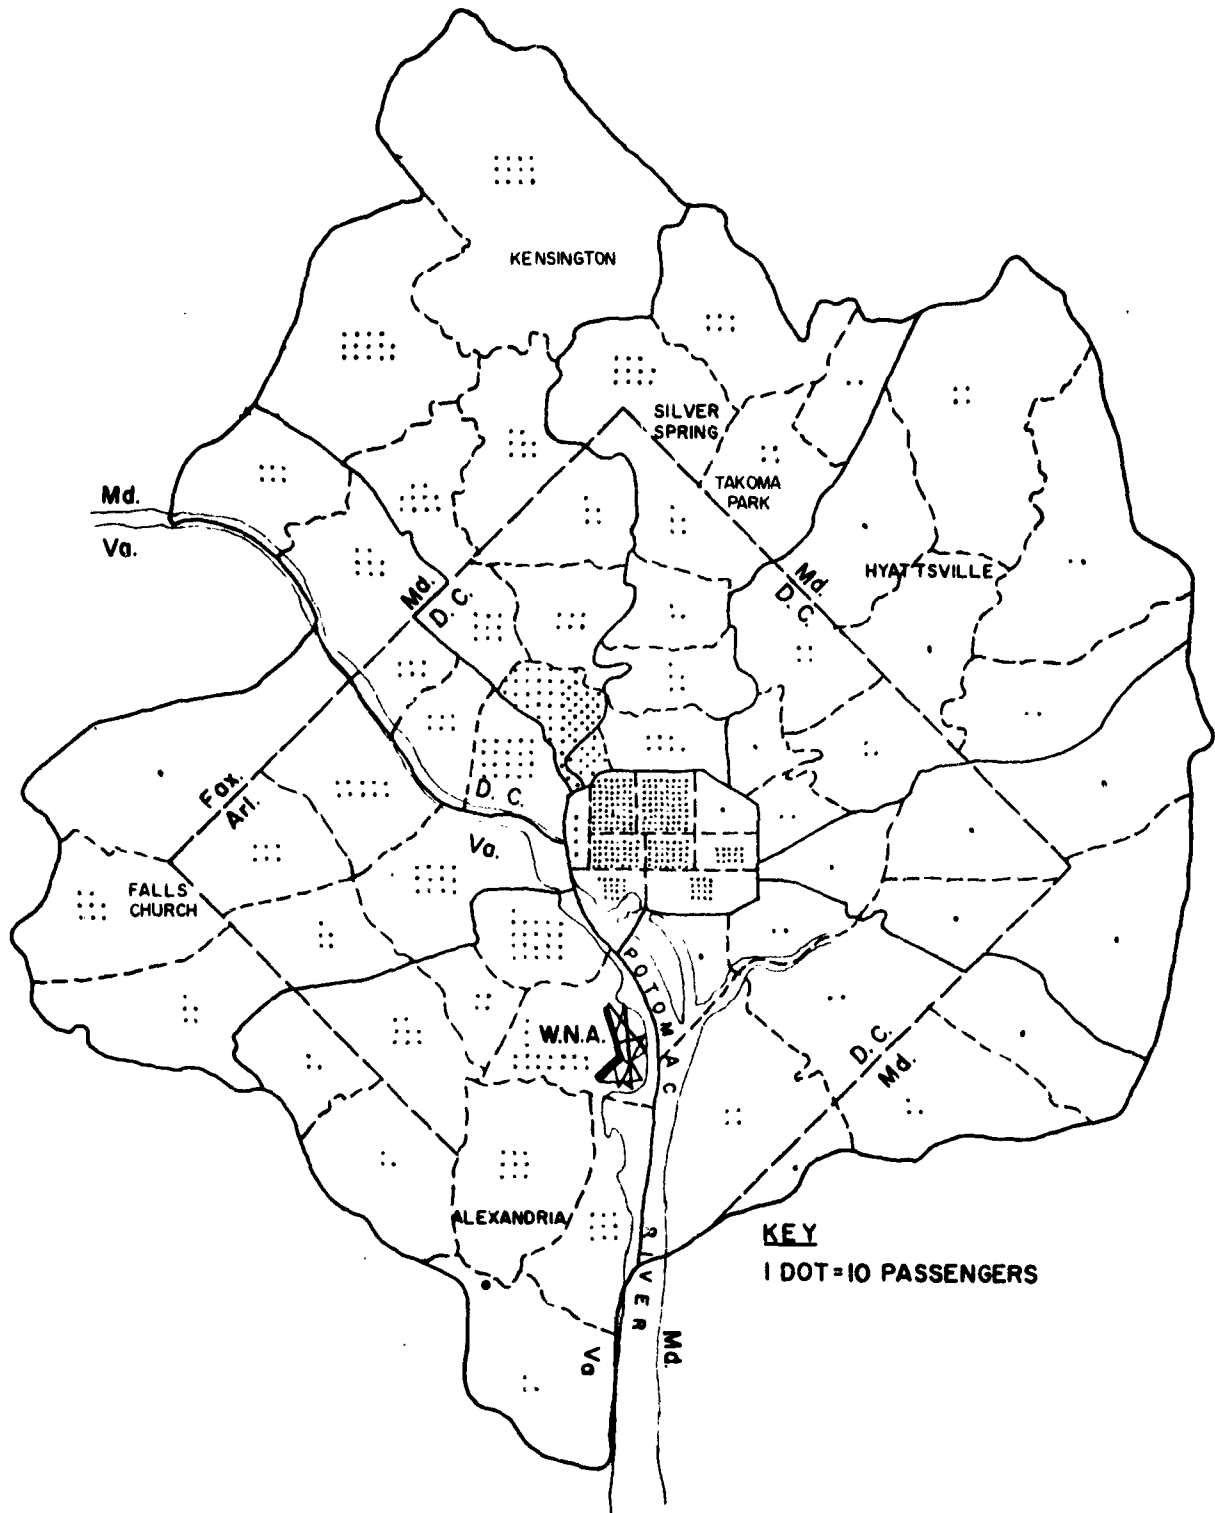 KENSINGTON
SILVER
SPRING
TAKOMA
PARK
Md.
Va.
HYATTSVILLE
Md.
D.C.
Md.
D.C.
Fax.
Arl.
D.C.
Va.
FALLS
CHURCH
POTOMAC
W.N.A.
D.C.
Md.
ALEXANDRIA
RIVER
KEY
1 DOT=10 PASSENGERS
Va
Md.